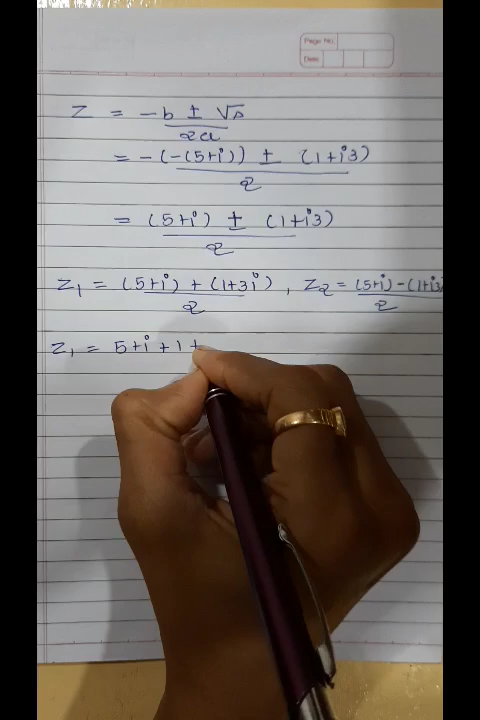 Page No.
Date
Z = -b ± √D / 2a
= -(-(5+i)) ± (1+i3) / 2
= (5+i) ± (1+i3) / 2
Z₁ = (5+i) + (1+3i) / 2 , Z₂ = (5+i) - (1+i3 / 2
Z₁ = 5+i+1+